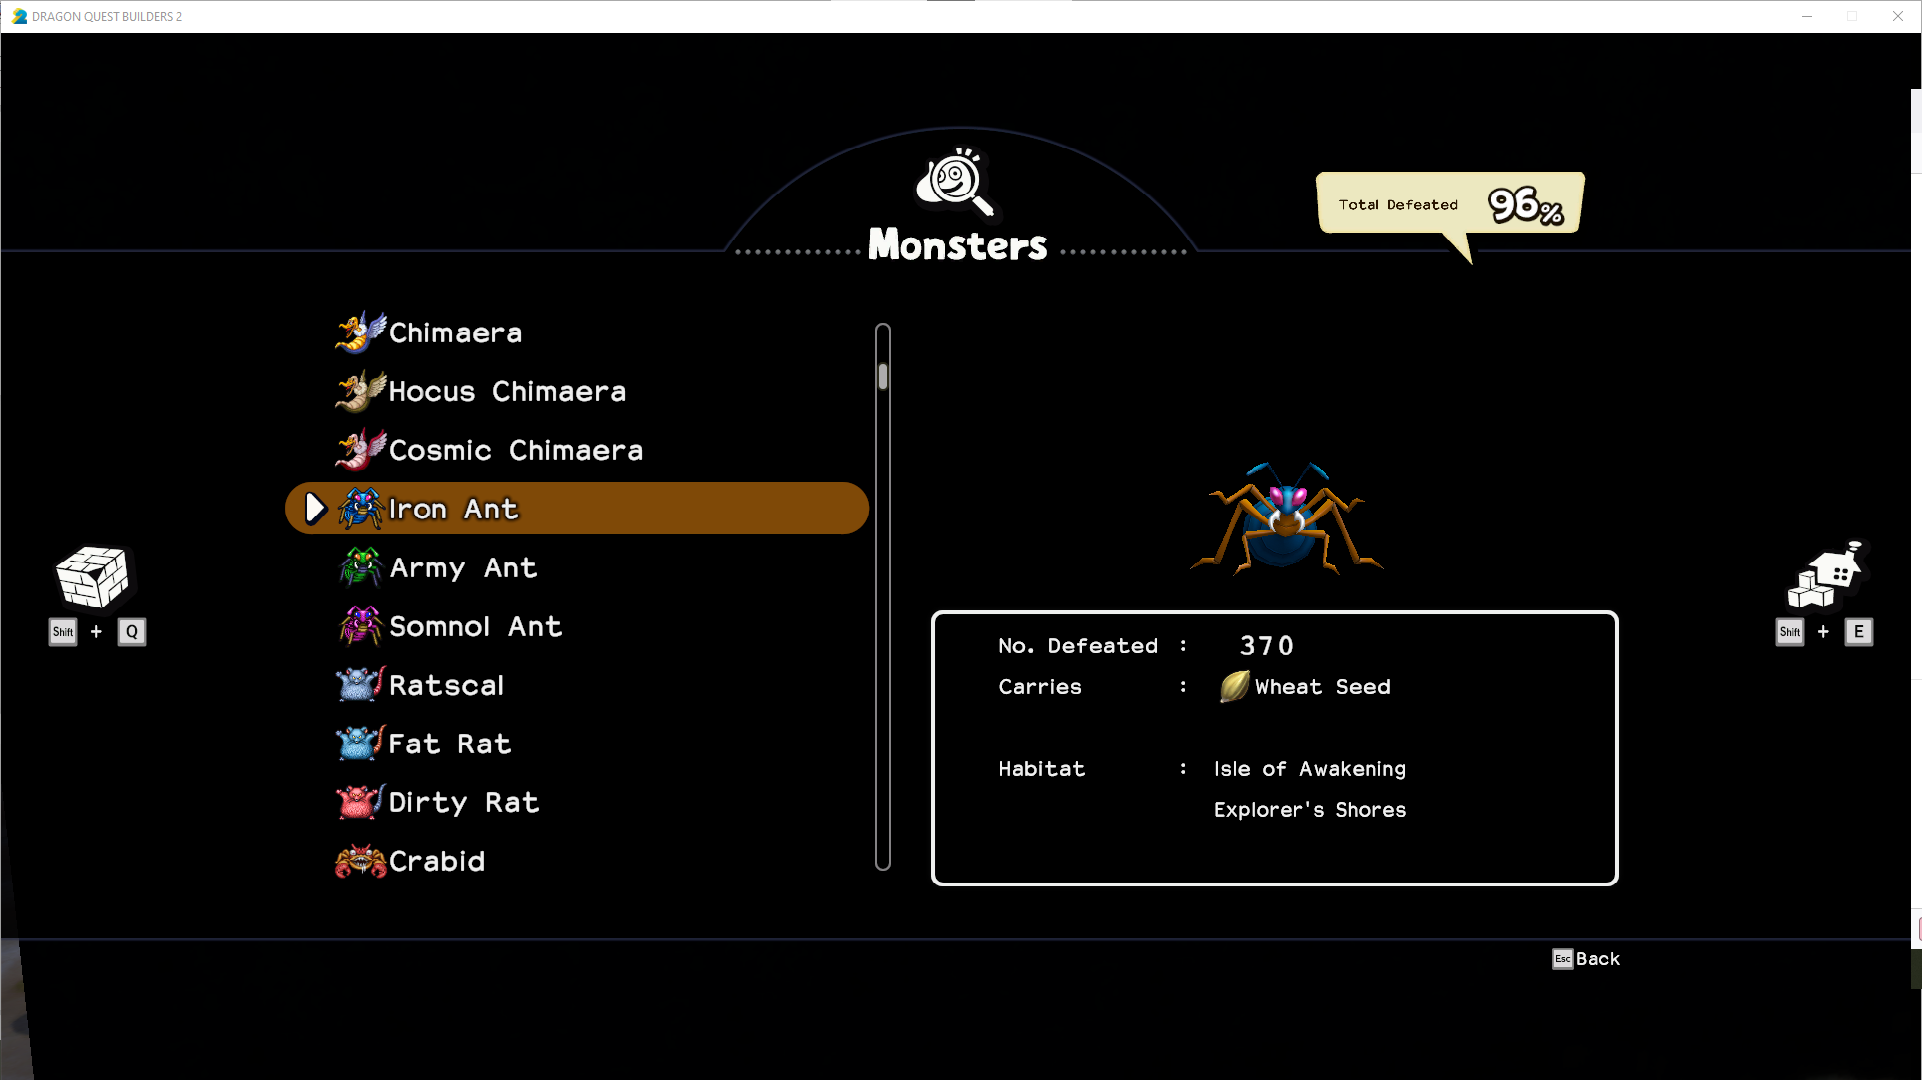 DRAGON QUEST BUILDERS 2
Total Defeated 96%
Monsters
Chimaera
Hocus Chimaera
Cosmic Chimaera
Iron Ant
Army Ant
Somnol Ant
Ratscal
Fat Rat
Dirty Rat
Crabid
Shift + Q
No. Defeated : 370
Carries : Wheat Seed
Habitat : Isle of Awakening
Explorer's Shores
Shift + E
Esc Back